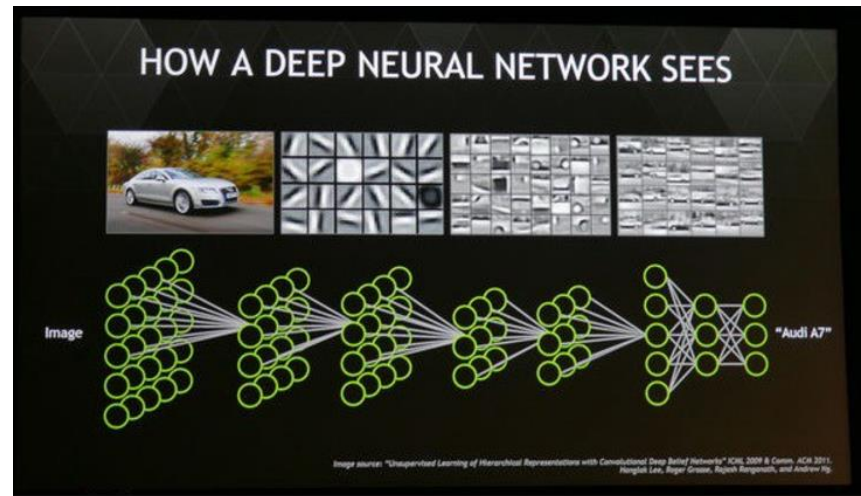 HOW A DEEP NEURAL NETWORK SEES
Image
“Audi A7”
Image source: “Unsupervised Learning of Hierarchical Representations with Convolutional Deep Belief Networks” ICML 2009 & Comm. ACM 2011.
Honglak Lee, Roger Grosse, Rajesh Ranganath, and Andrew Ng.